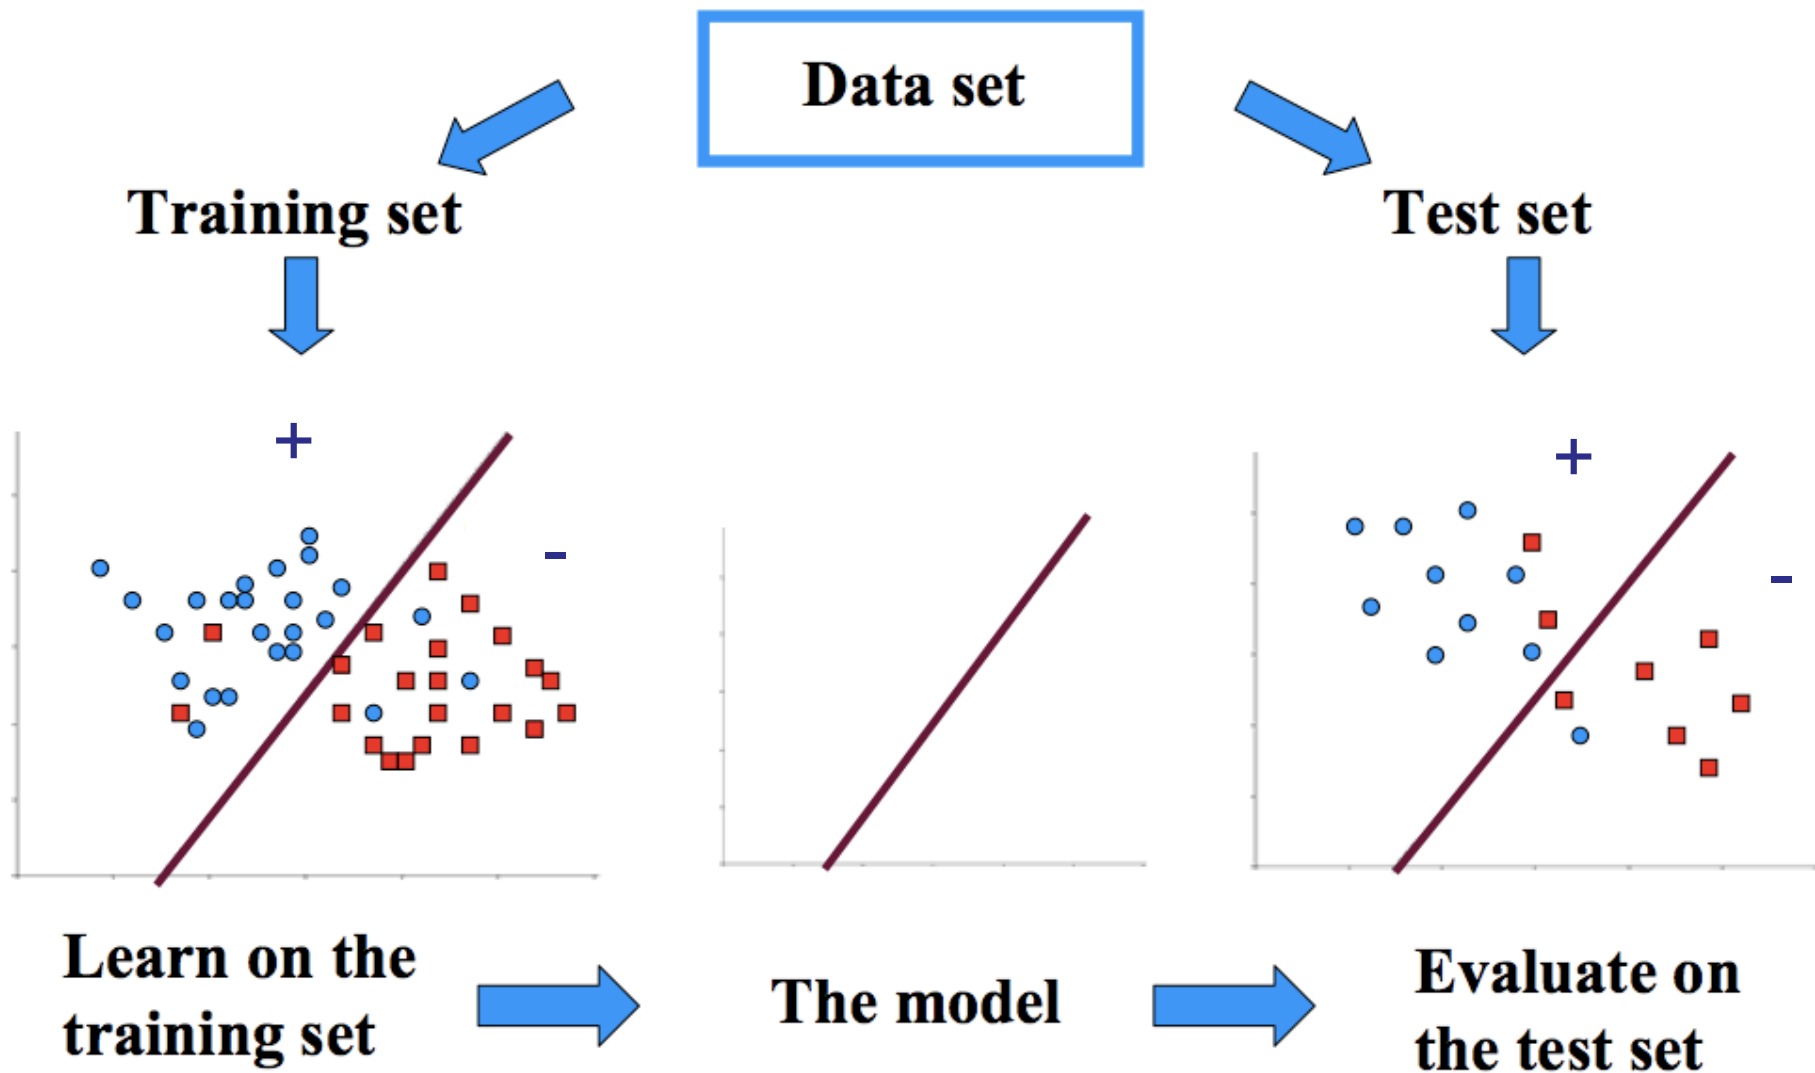 Data set
Training set
Test set
+
-
+
-
Learn on the
training set
The model
Evaluate on
the test set